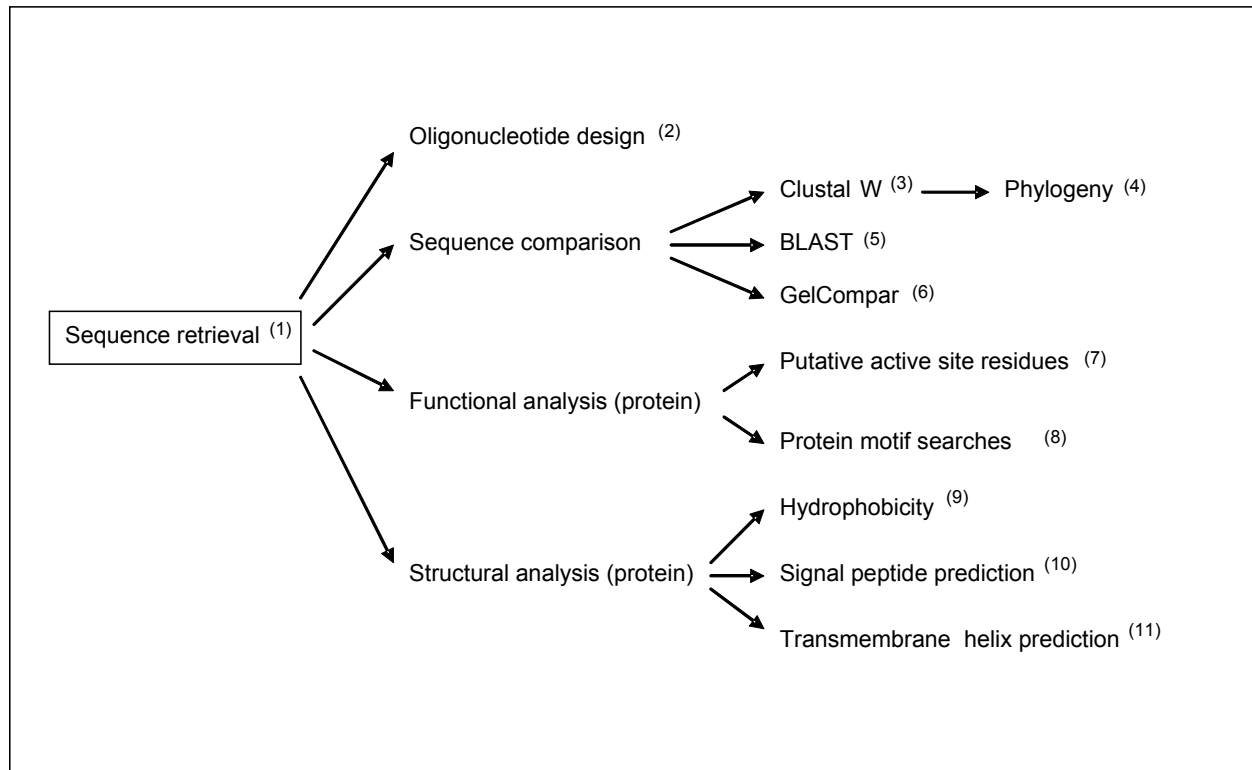 Oligonucleotide design (2)
Clustal W (3)
Phylogeny (4)
Sequence comparison
BLAST (5)
GelCompar (6)
Sequence retrieval (1)
Putative active site residues (7)
Functional analysis (protein)
Protein motif searches (8)
Hydrophobicity (9)
Structural analysis (protein)
Signal peptide prediction (10)
Transmembrane helix prediction (11)